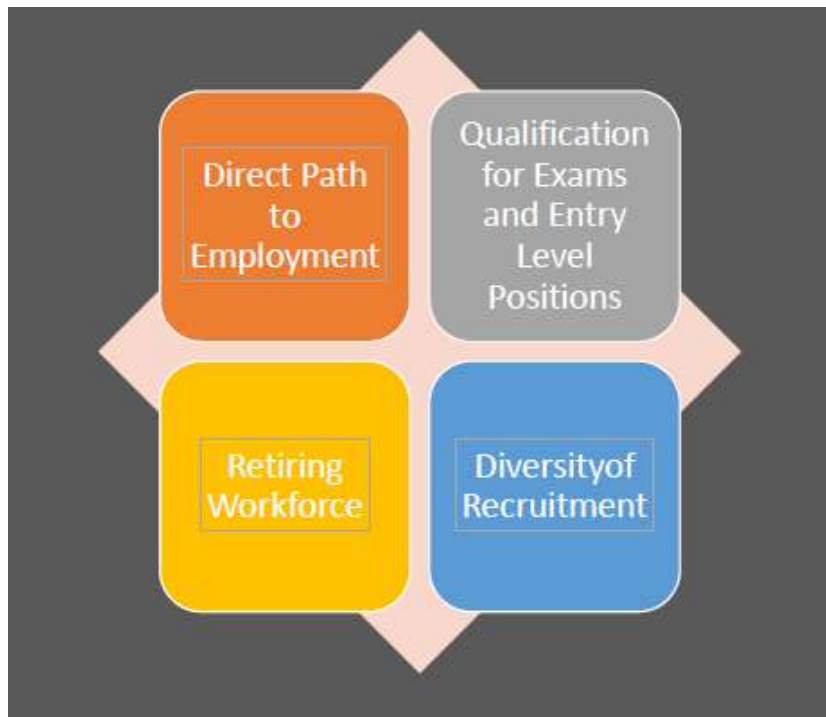 Direct Path
to
Employment
Qualification
for Exams
and Entry
Level
Positions
Retiring
Workforce
Diversityof
Recruitment